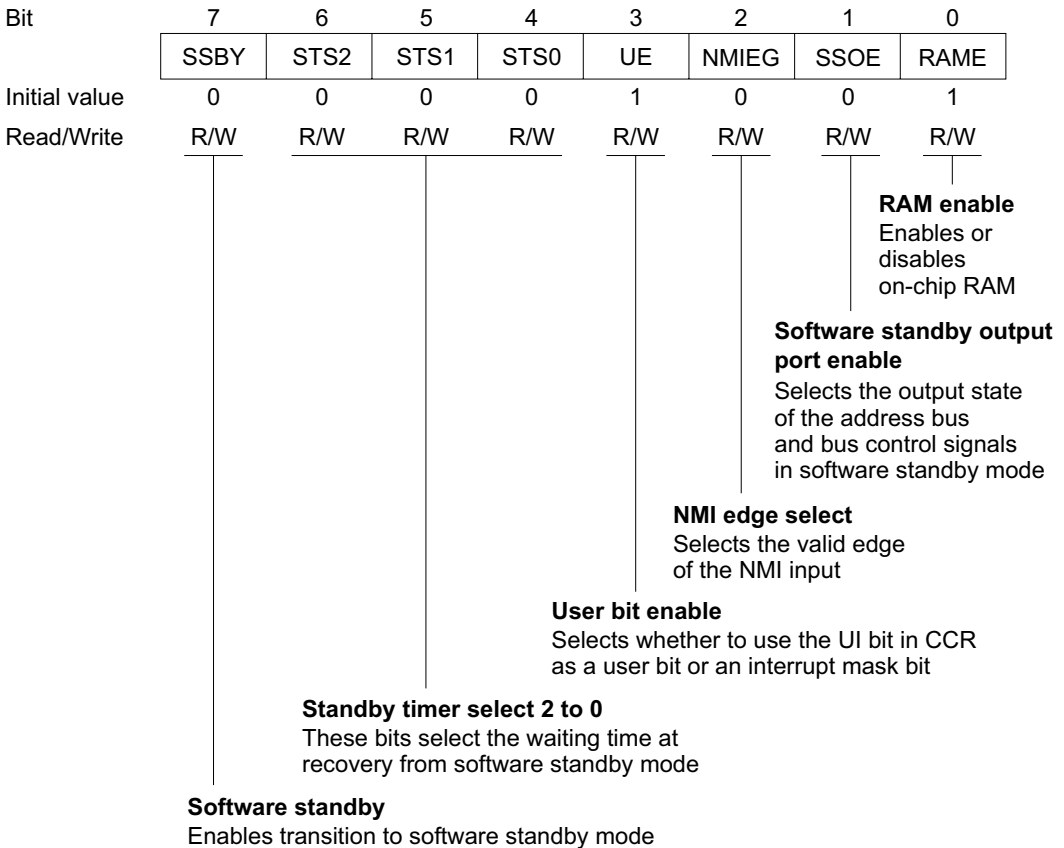 Bit 7 6 5 4 3 2 1 0
SSBY STS2 STS1 STS0 UE NMIEG SSOE RAME
Initial value 0 0 0 0 1 0 0 1
Read/Write R/W R/W R/W R/W R/W R/W R/W R/W
RAM enable
Enables or
disables
on-chip RAM
Software standby output
port enable
Selects the output state
of the address bus
and bus control signals
in software standby mode
NMI edge select
Selects the valid edge
of the NMI input
User bit enable
Selects whether to use the UI bit in CCR
as a user bit or an interrupt mask bit
Standby timer select 2 to 0
These bits select the waiting time at
recovery from software standby mode
Software standby
Enables transition to software standby mode